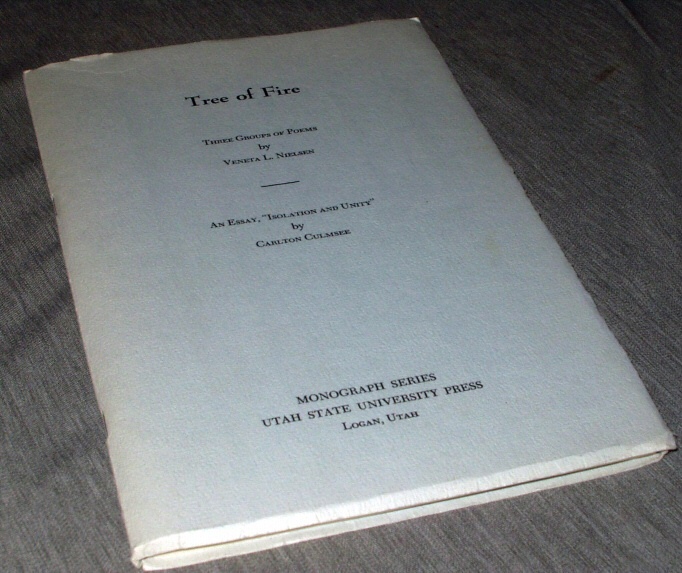 Tree of Fire
Three Groups of Poems
by
Veneta L. Nielsen
An Essay, "Isolation and Unity"
by
Carlton Culmsee
MONOGRAPH SERIES
UTAH STATE UNIVERSITY PRESS
Logan, Utah